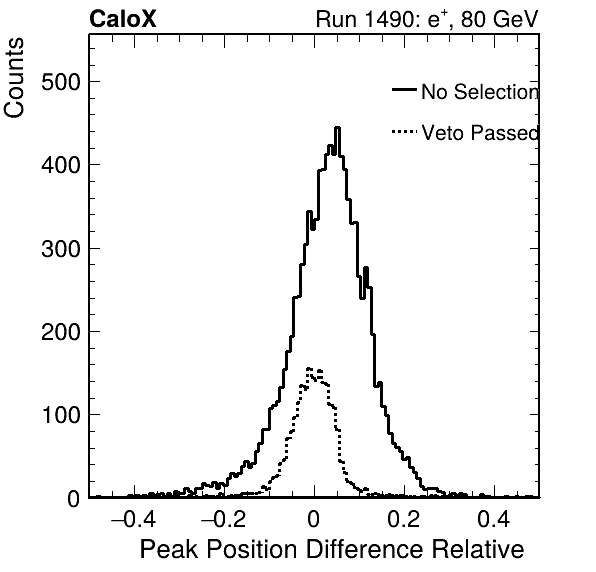 CaloX Run 1490: e+, 80 GeV
Counts
No Selection
Veto Passed
500
400
300
200
100
0
−0.4 −0.2 0 0.2 0.4
Peak Position Difference Relative